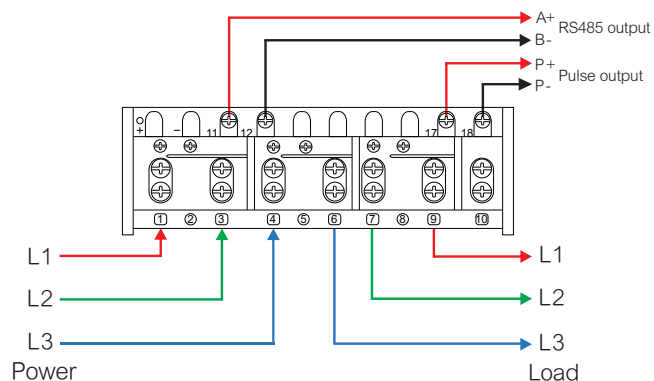 A+
RS485 output
B-
P+
Pulse output
P-
+ - 11 12 17 18
1 2 3 4 5 6 7 8 9 10
L1 L1
L2 L2
L3 L3
Power Load